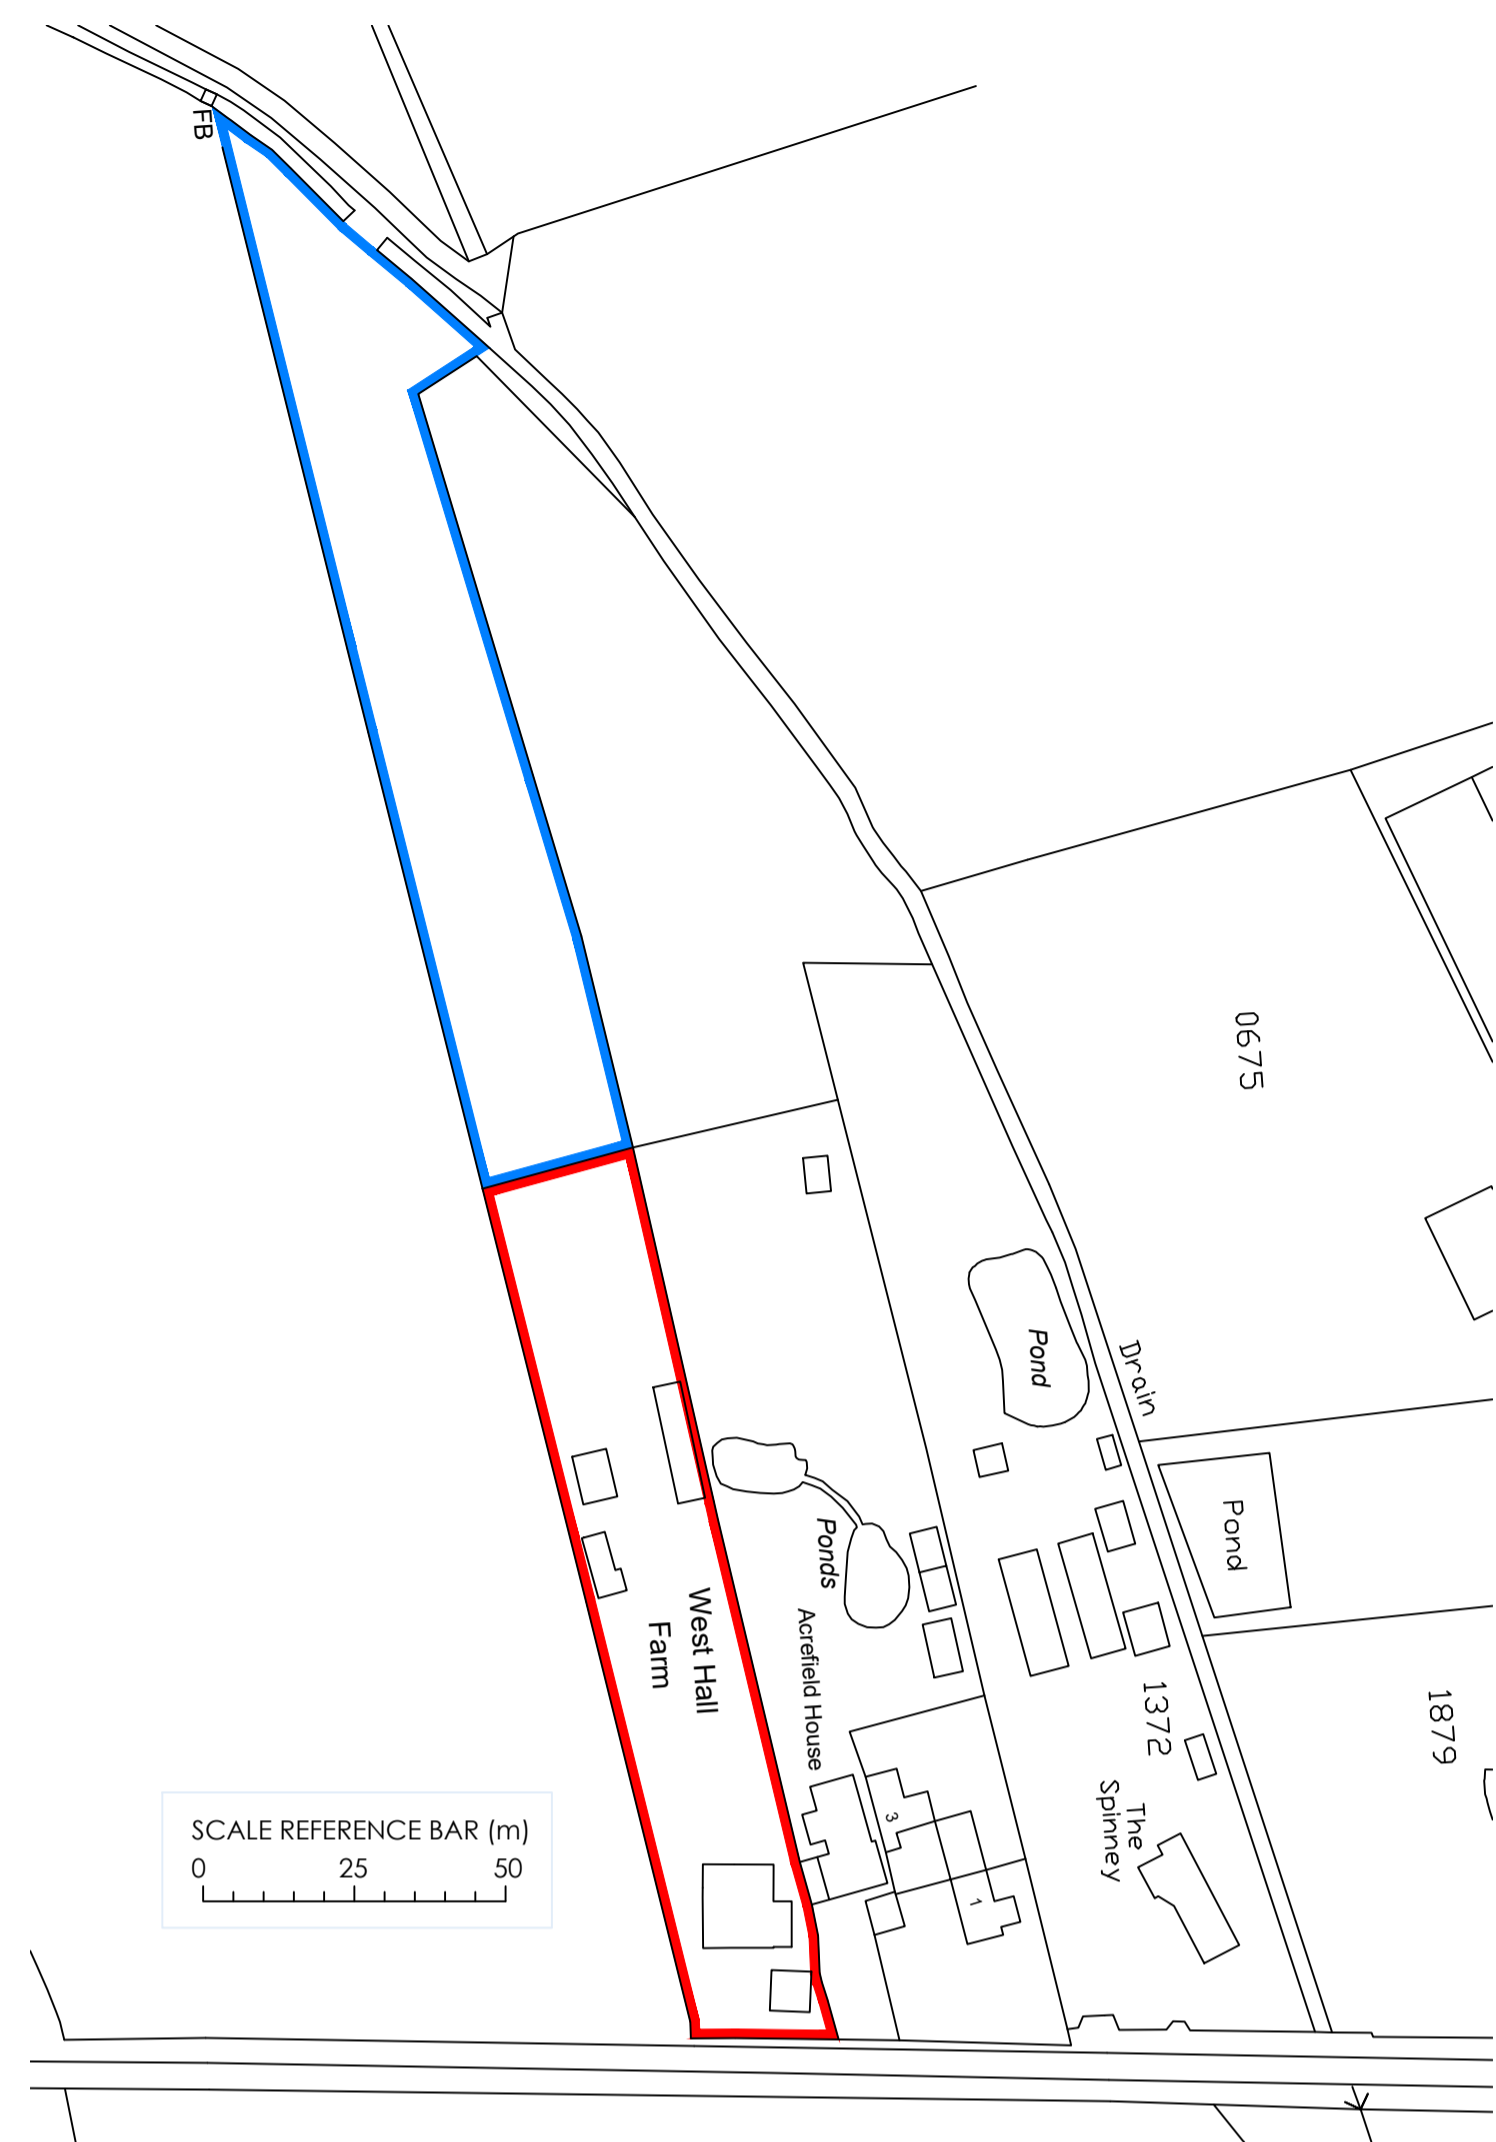 FB
0675
Drain
Pond
Pond
Ponds
Acrefield House
West Hall
Farm
1372
1879
The
Spinney
3
1
SCALE REFERENCE BAR (m)
0 25 50